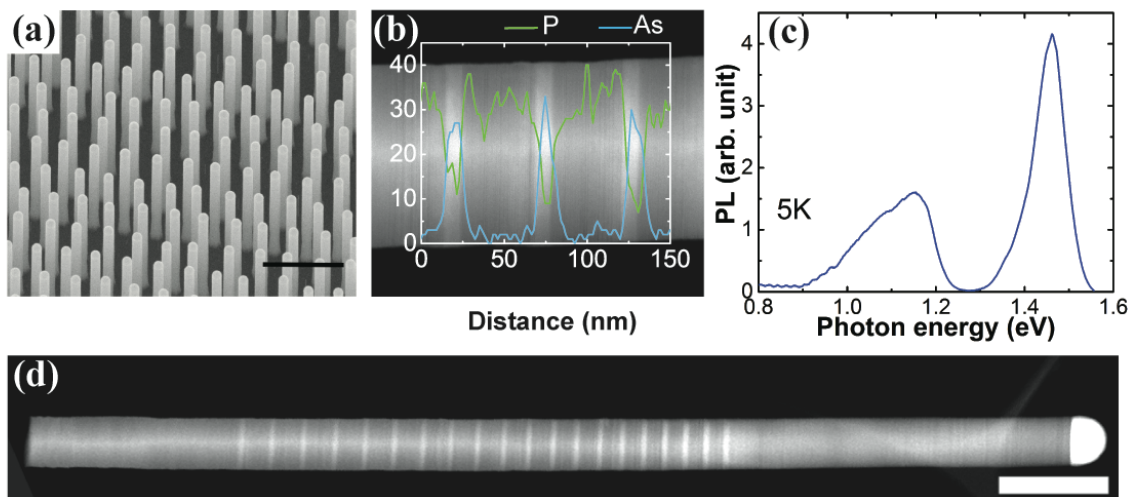 (a)
(b)
P As
40
30
20
10
0
0 50 100 150
Distance (nm)
(c)
PL (arb. unit)
4
3
2
1
0
5K
0.8 1.0 1.2 1.4 1.6
Photon energy (eV)
(d)